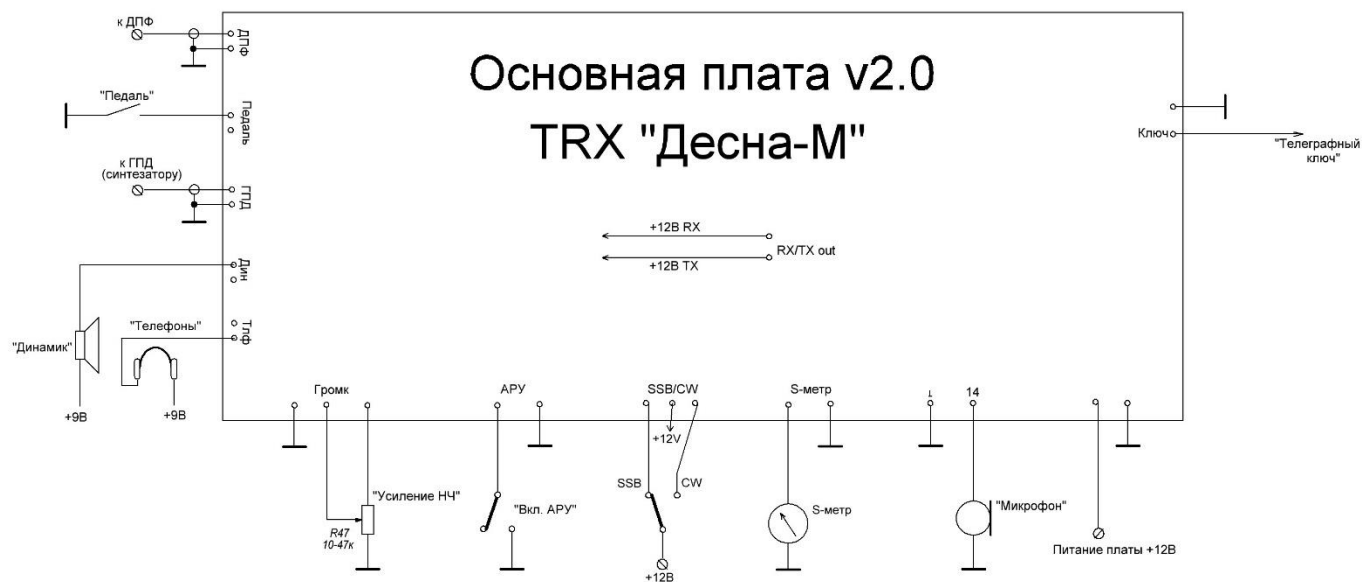 Основная плата v2.0
TRX "Десна-М"
к ДПФ
ДПФ
"Педаль"
Педаль
к ГПД
(синтезатору)
ГПД
Дин
Тлф
"Телефоны"
"Динамик"
+9В
+9В
+12В RX
+12В TX
RX/TX out
Ключ
"Телеграфный
ключ"
Громк
АРУ
SSB/CW
S-метр
14
+12V
"Усиление НЧ"
R47
10-47к
"Вкл. АРУ"
SSB
CW
+12В
S-метр
"Микрофон"
Питание платы +12В